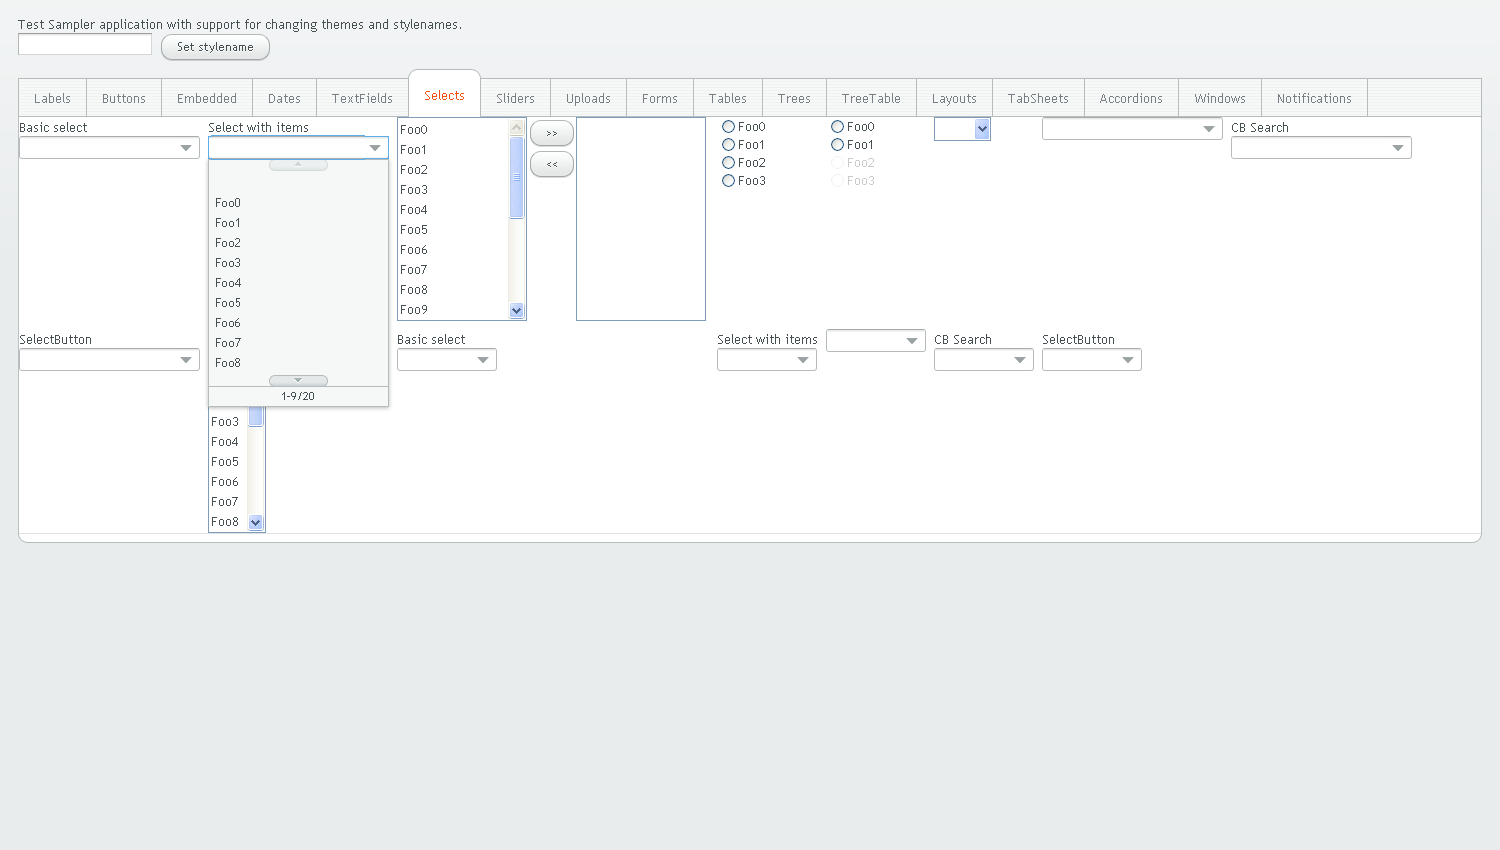 Test Sampler application with support for changing themes and stylenames.
Set stylename
Labels Buttons Embedded Dates TextFields Selects Sliders Uploads Forms Tables Trees TreeTable Layouts TabSheets Accordions Windows Notifications
Basic select
Select with items
Foo0
Foo1
Foo2
Foo3
Foo4
Foo5
Foo6
Foo7
Foo8
1-9/20
Foo0
Foo1
Foo2
Foo3
Foo4
Foo5
Foo6
Foo7
Foo8
Foo9
>>
<<
Foo0
Foo1
Foo2
Foo3
Foo0
Foo1
Foo2
Foo3
CB Search
SelectButton
Foo3
Foo4
Foo5
Foo6
Foo7
Foo8
Basic select
Select with items
CB Search
SelectButton